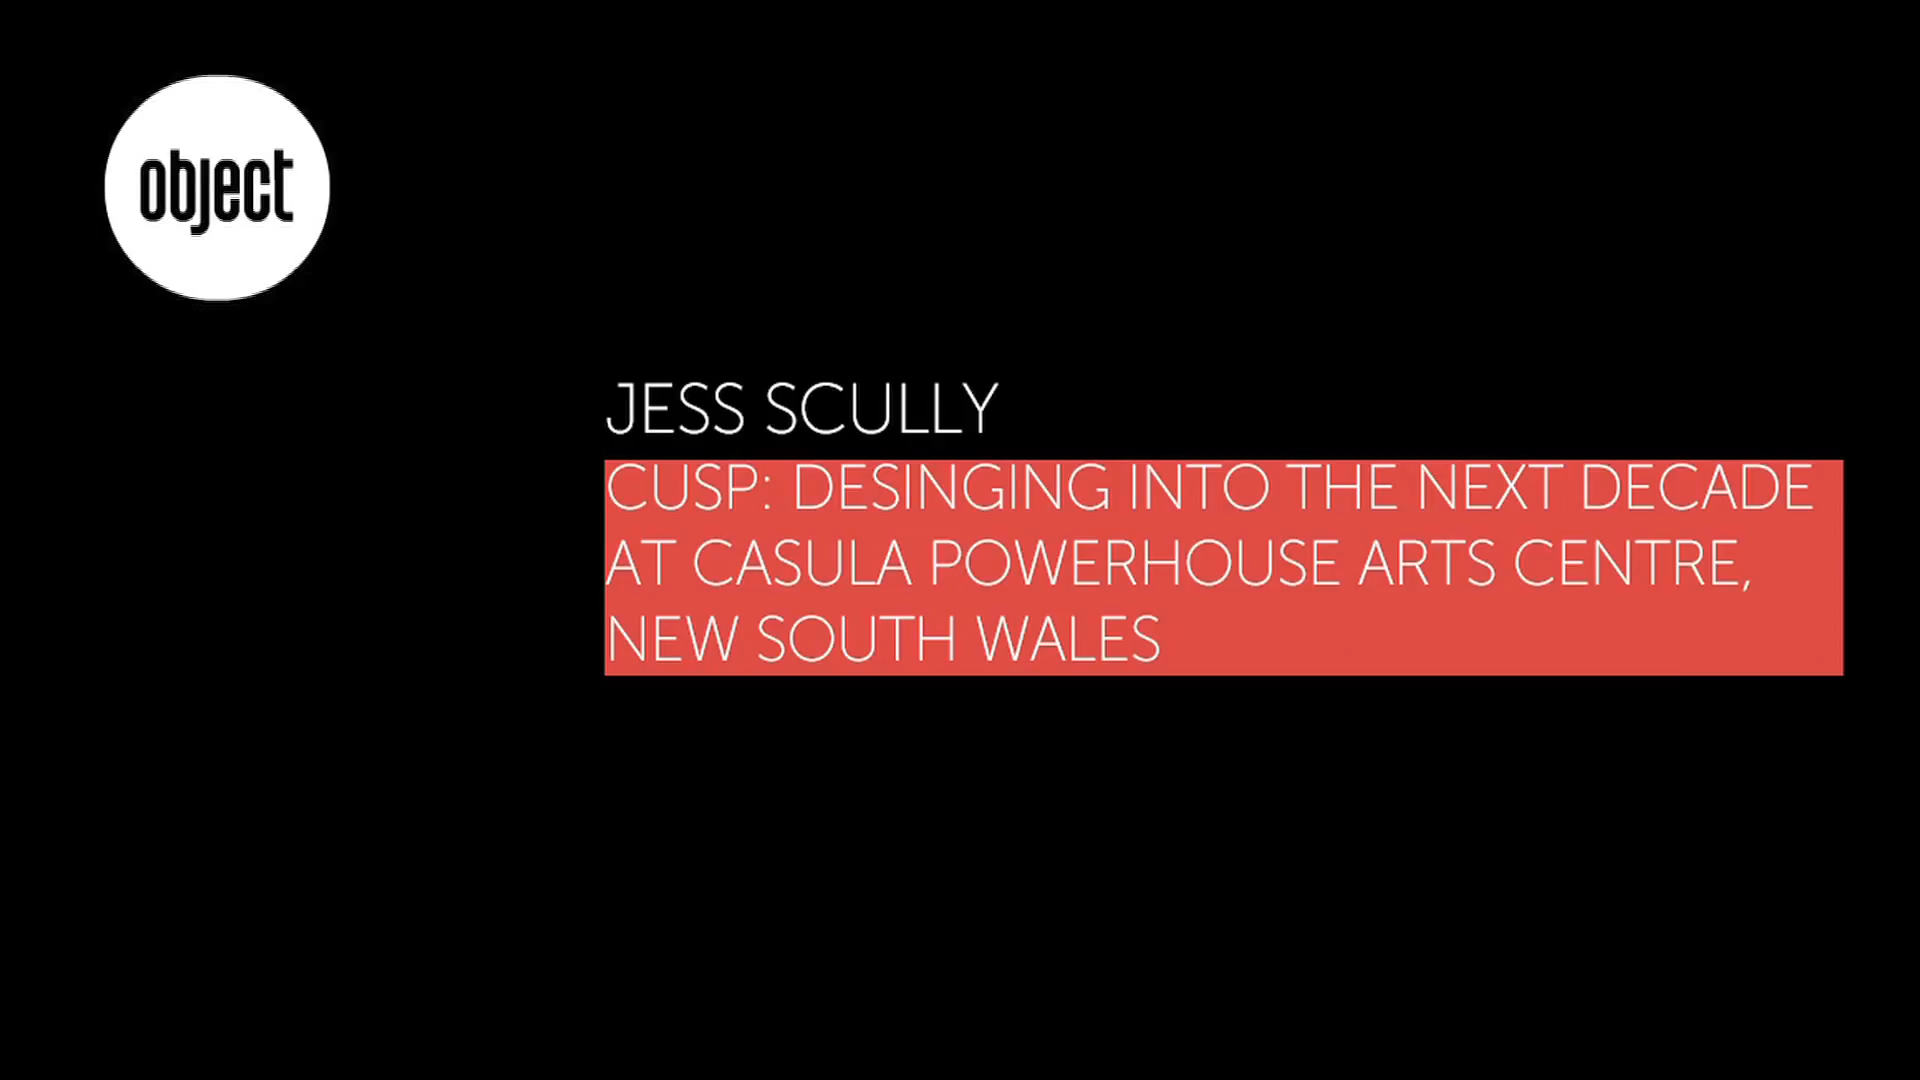 object
JESS SCULLY
CUSP: DESINGING INTO THE NEXT DECADE
AT CASULA POWERHOUSE ARTS CENTRE,
NEW SOUTH WALES